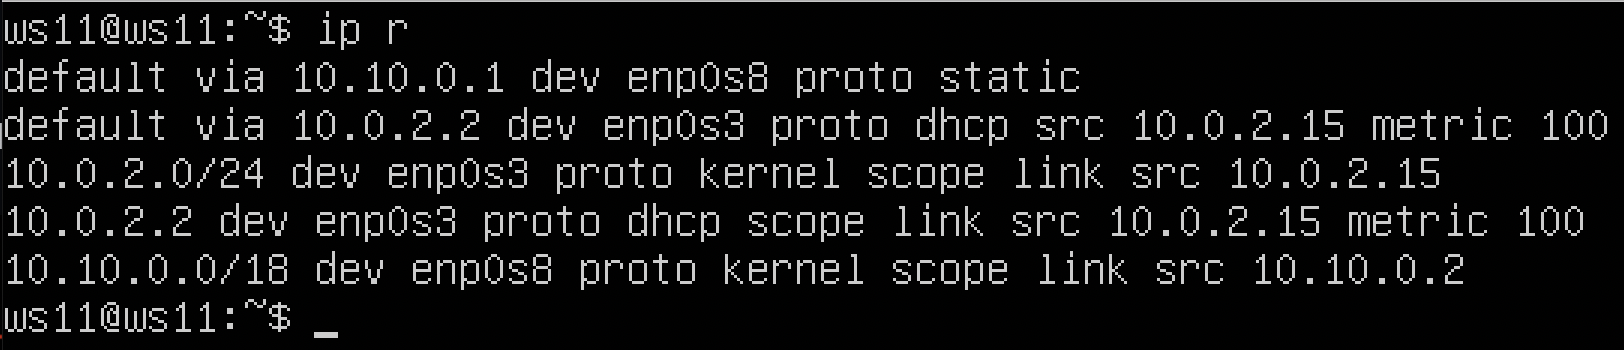 ws11@ws11:~$ ip r
default via 10.10.0.1 dev enp0s8 proto static
default via 10.0.2.2 dev enp0s3 proto dhcp src 10.0.2.15 metric 100
10.0.2.0/24 dev enp0s3 proto kernel scope link src 10.0.2.15
10.0.2.2 dev enp0s3 proto dhcp scope link src 10.0.2.15 metric 100
10.10.0.0/18 dev enp0s8 proto kernel scope link src 10.10.0.2
ws11@ws11:~$ _